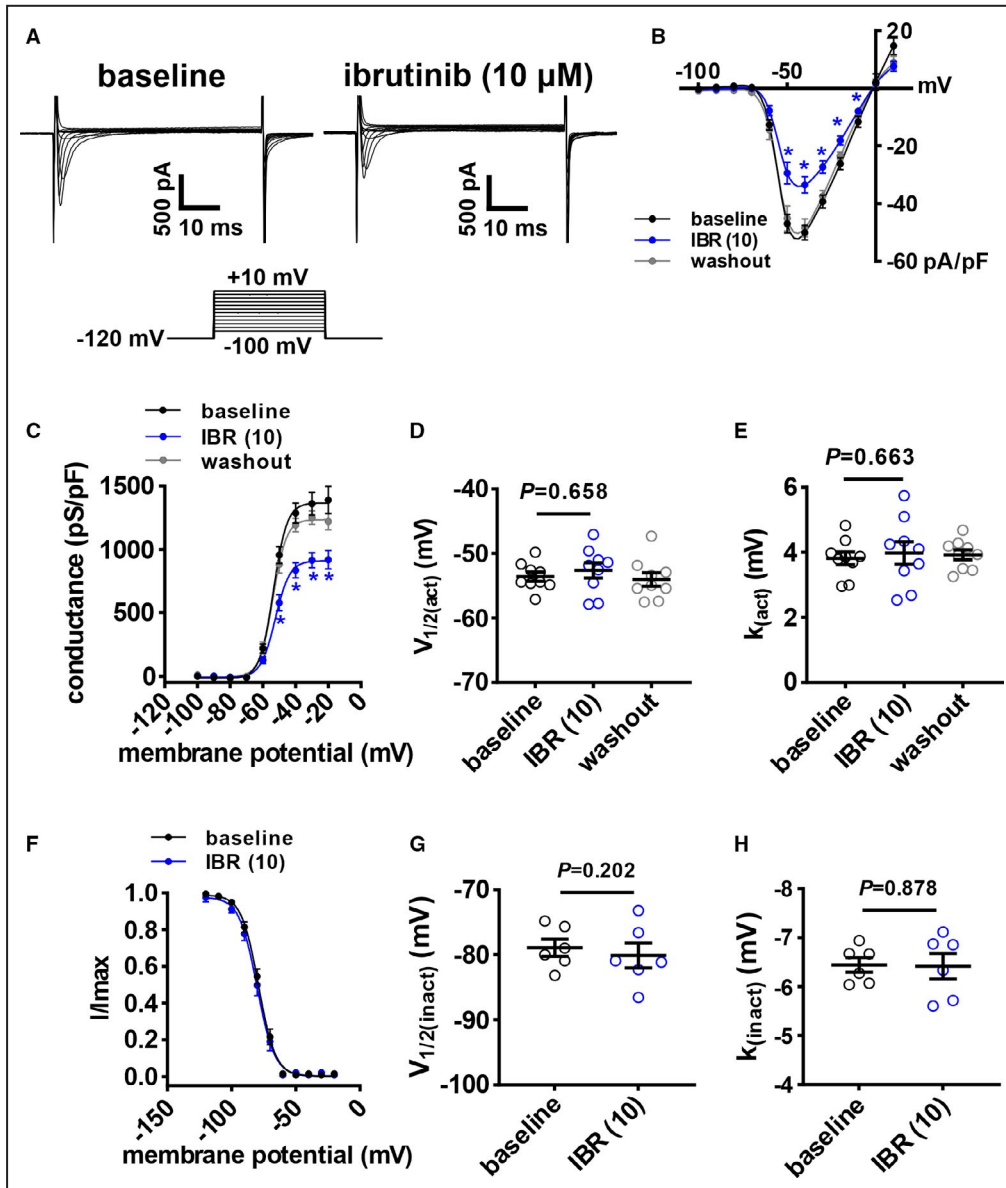 A
baseline
ibrutinib (10 µM)
500 pA
10 ms
500 pA
10 ms
+10 mV
-120 mV
-100 mV
B
20
-100
-50
mV
*
*
*
*
*
-20
-40
-60 pA/pF
baseline
IBR (10)
washout
C
baseline
IBR (10)
washout
conductance (pS/pF)
1500
1000
500
0
*
*
*
*
-120
-100
-80
-60
-40
-20
0
membrane potential (mV)
D
V1/2(act) (mV)
-40
-50
-60
-70
P=0.658
baseline
IBR (10)
washout
E
k(act) (mV)
6
4
2
0
P=0.663
baseline
IBR (10)
washout
F
baseline
IBR (10)
I/Imax
1.0
0.8
0.6
0.4
0.2
0.0
-150
-100
-50
0
membrane potential (mV)
G
V1/2(inact) (mV)
-70
-80
-90
-100
P=0.202
baseline
IBR (10)
H
k(inact) (mV)
-8
-7
-6
-5
-4
P=0.878
baseline
IBR (10)